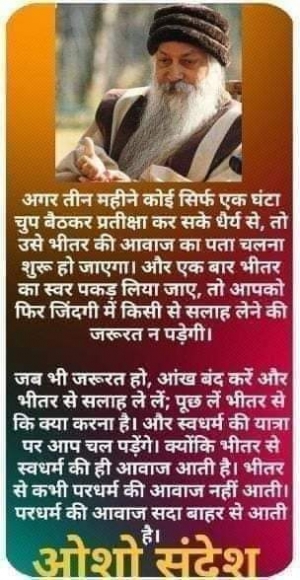 अगर तीन महीने कोई सिर्फ एक घंटा
चुप बैठकर प्रतीक्षा कर सके धैर्य से, तो
उसे भीतर की आवाज का पता चलना
शुरू हो जाएगा। और एक बार भीतर
का स्वर पकड़ लिया जाए, तो आपको
फिर जिंदगी में किसी से सलाह लेने की
जरूरत न पड़ेगी।
जब भी जरूरत हो, आंख बंद करें और
भीतर से सलाह ले लें; पूछ लें भीतर से
कि क्या करना है। और स्वधर्म की यात्रा
पर आप चल पड़ेंगे। क्योंकि भीतर से
स्वधर्म की ही आवाज आती है। भीतर
से कभी परधर्म की आवाज नहीं आती।
परधर्म की आवाज सदा बाहर से आती
है।
ओशो संदेश